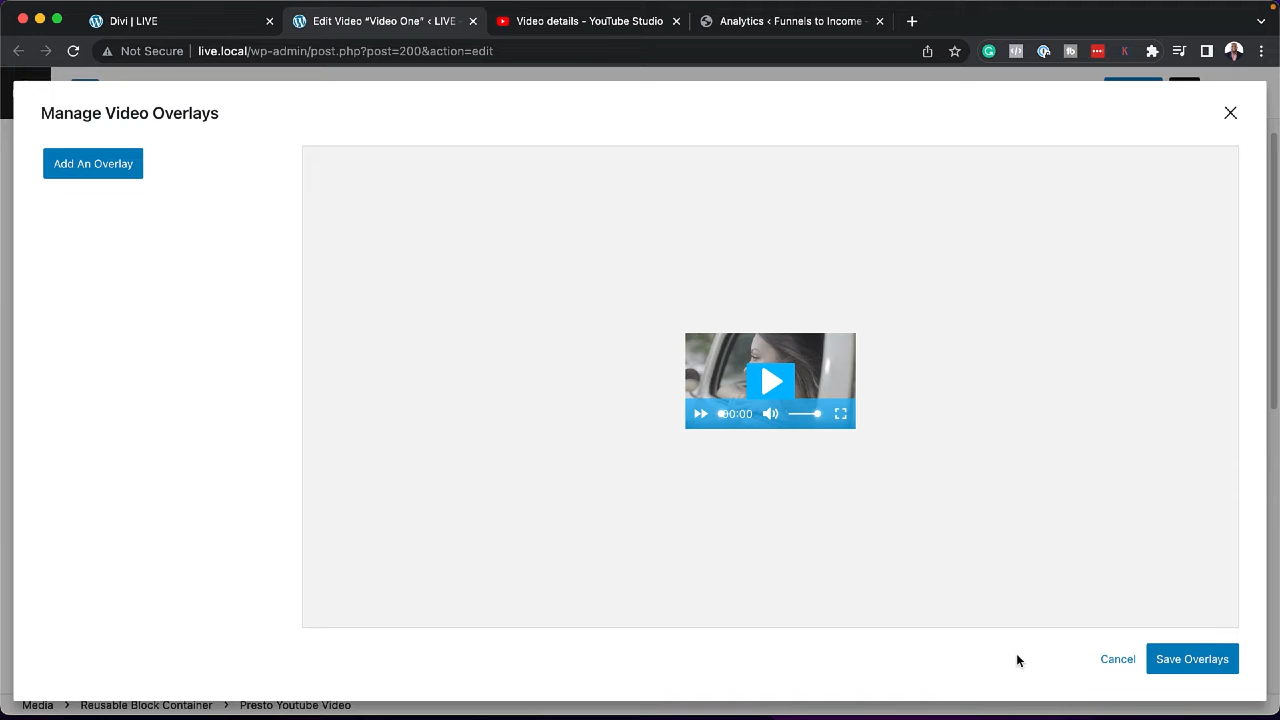 Divi | LIVE
Edit Video “Video One” ‹ LIVE
Video details - YouTube Studio
Analytics ‹ Funnels to Income
Not Secure
live.local/wp-admin/post.php?post=200&action=edit
Manage Video Overlays
Add An Overlay
00:00
Cancel
Save Overlays
Media
Reusable Block Container
Presto Youtube Video